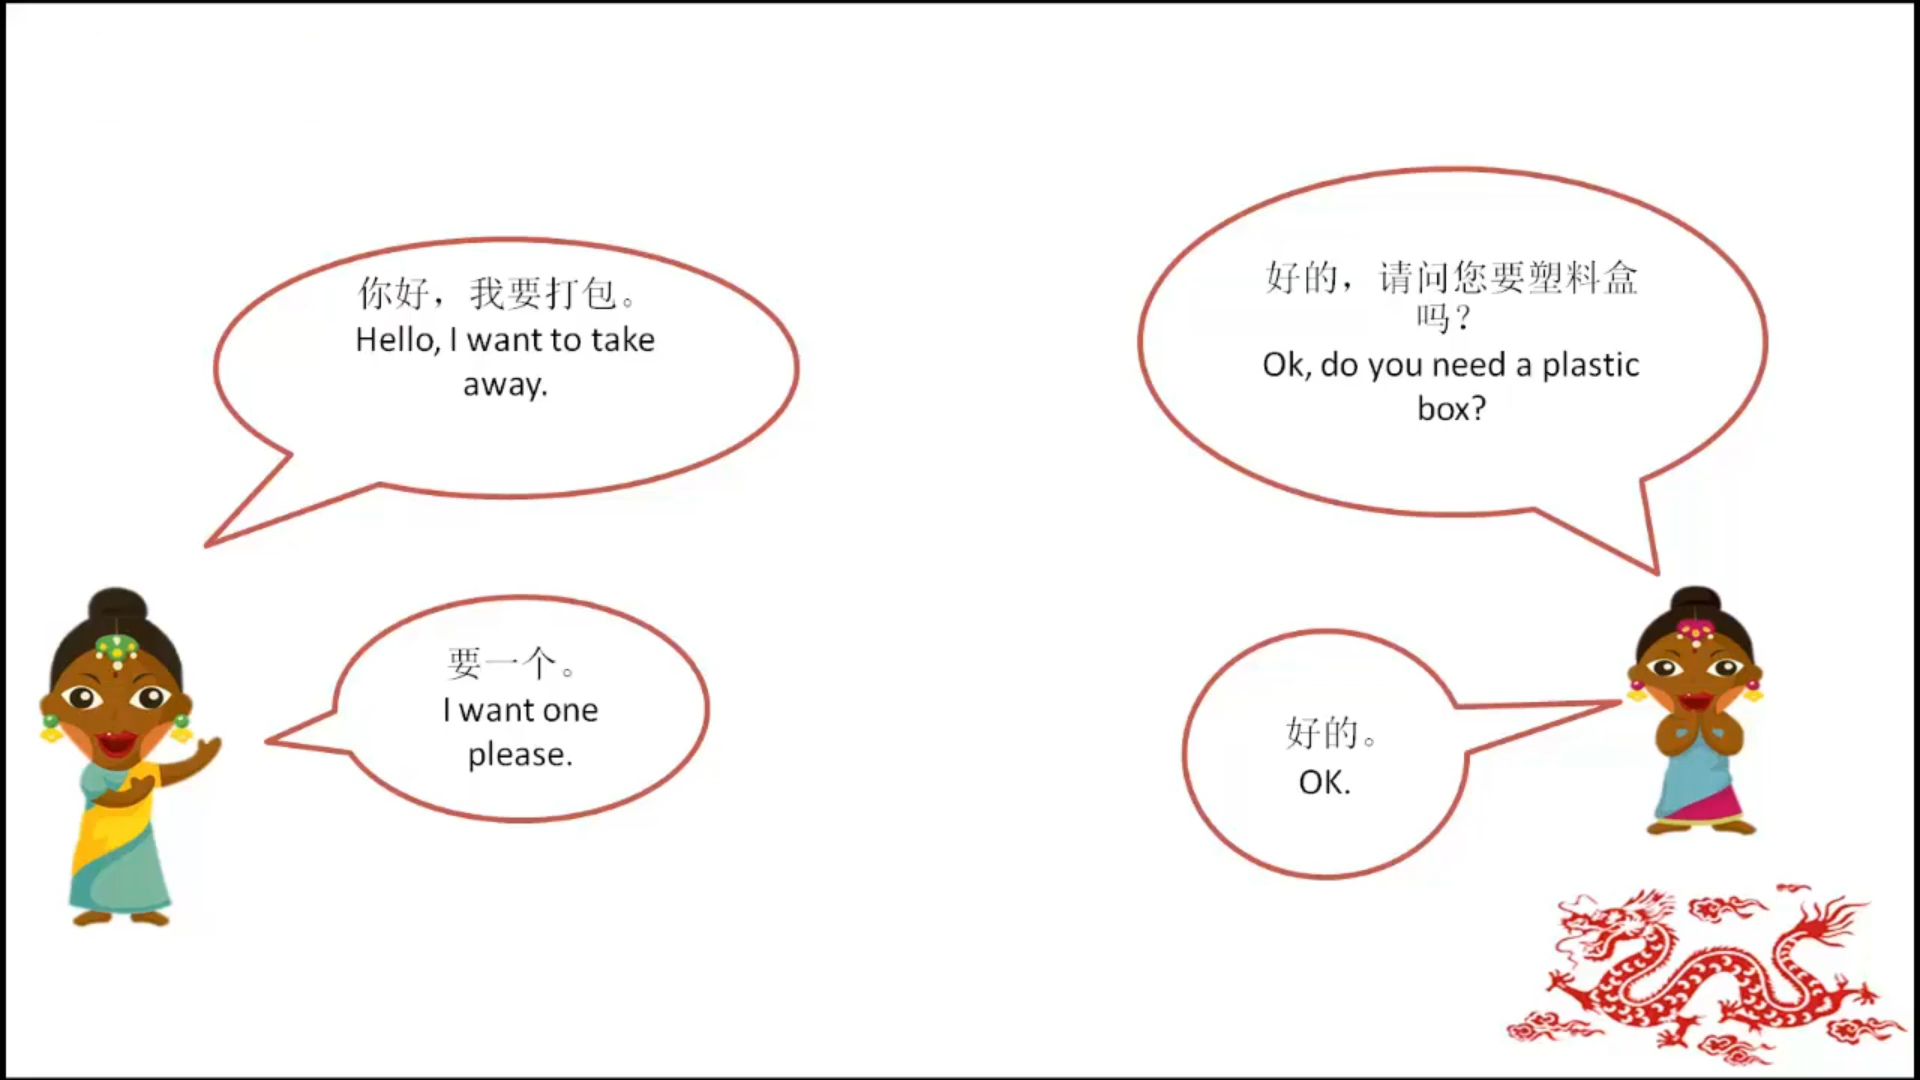 你好，我要打包。
Hello, I want to take
away.
好的，请问您要塑料盒
吗？
Ok, do you need a plastic
box?
要一个。
I want one
please.
好的。
OK.